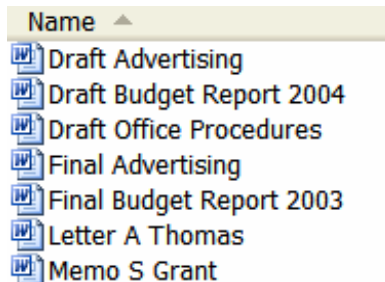 Name
Draft Advertising
Draft Budget Report 2004
Draft Office Procedures
Final Advertising
Final Budget Report 2003
Letter A Thomas
Memo S Grant